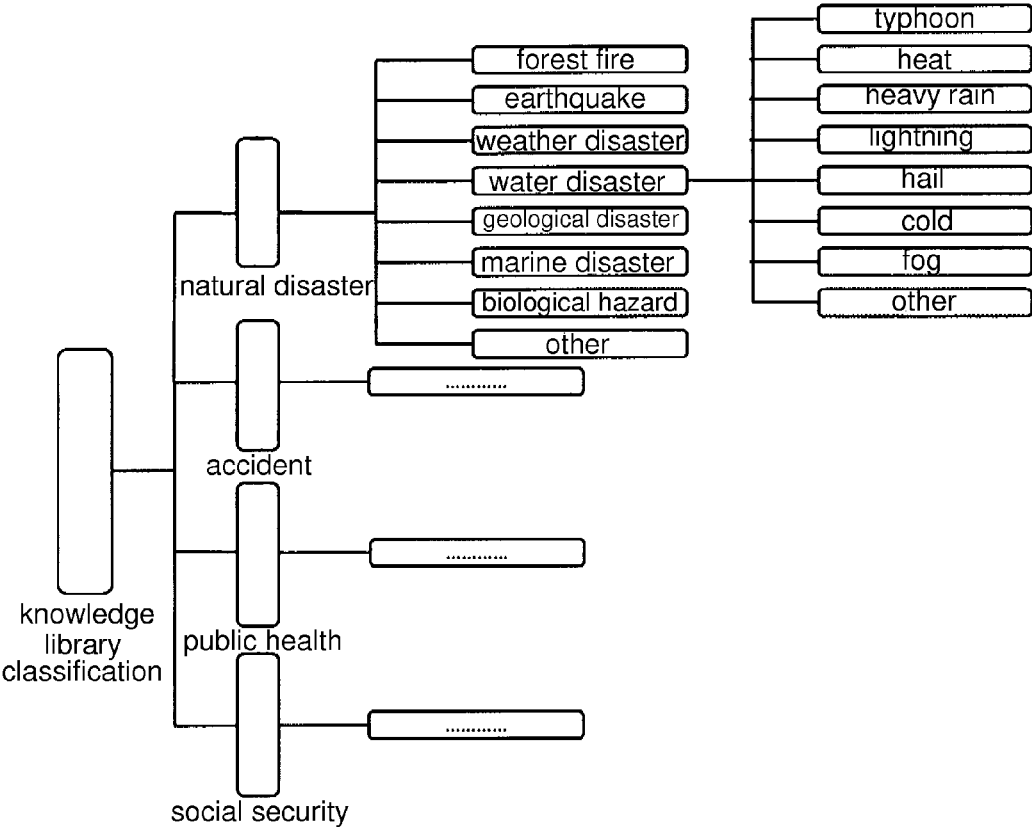 typhoon
heat
heavy rain
lightning
hail
cold
fog
other
forest fire
earthquake
weather disaster
water disaster
geological disaster
marine disaster
biological hazard
other
natural disaster
............
accident
............
public health
............
social security
knowledge
library
classification